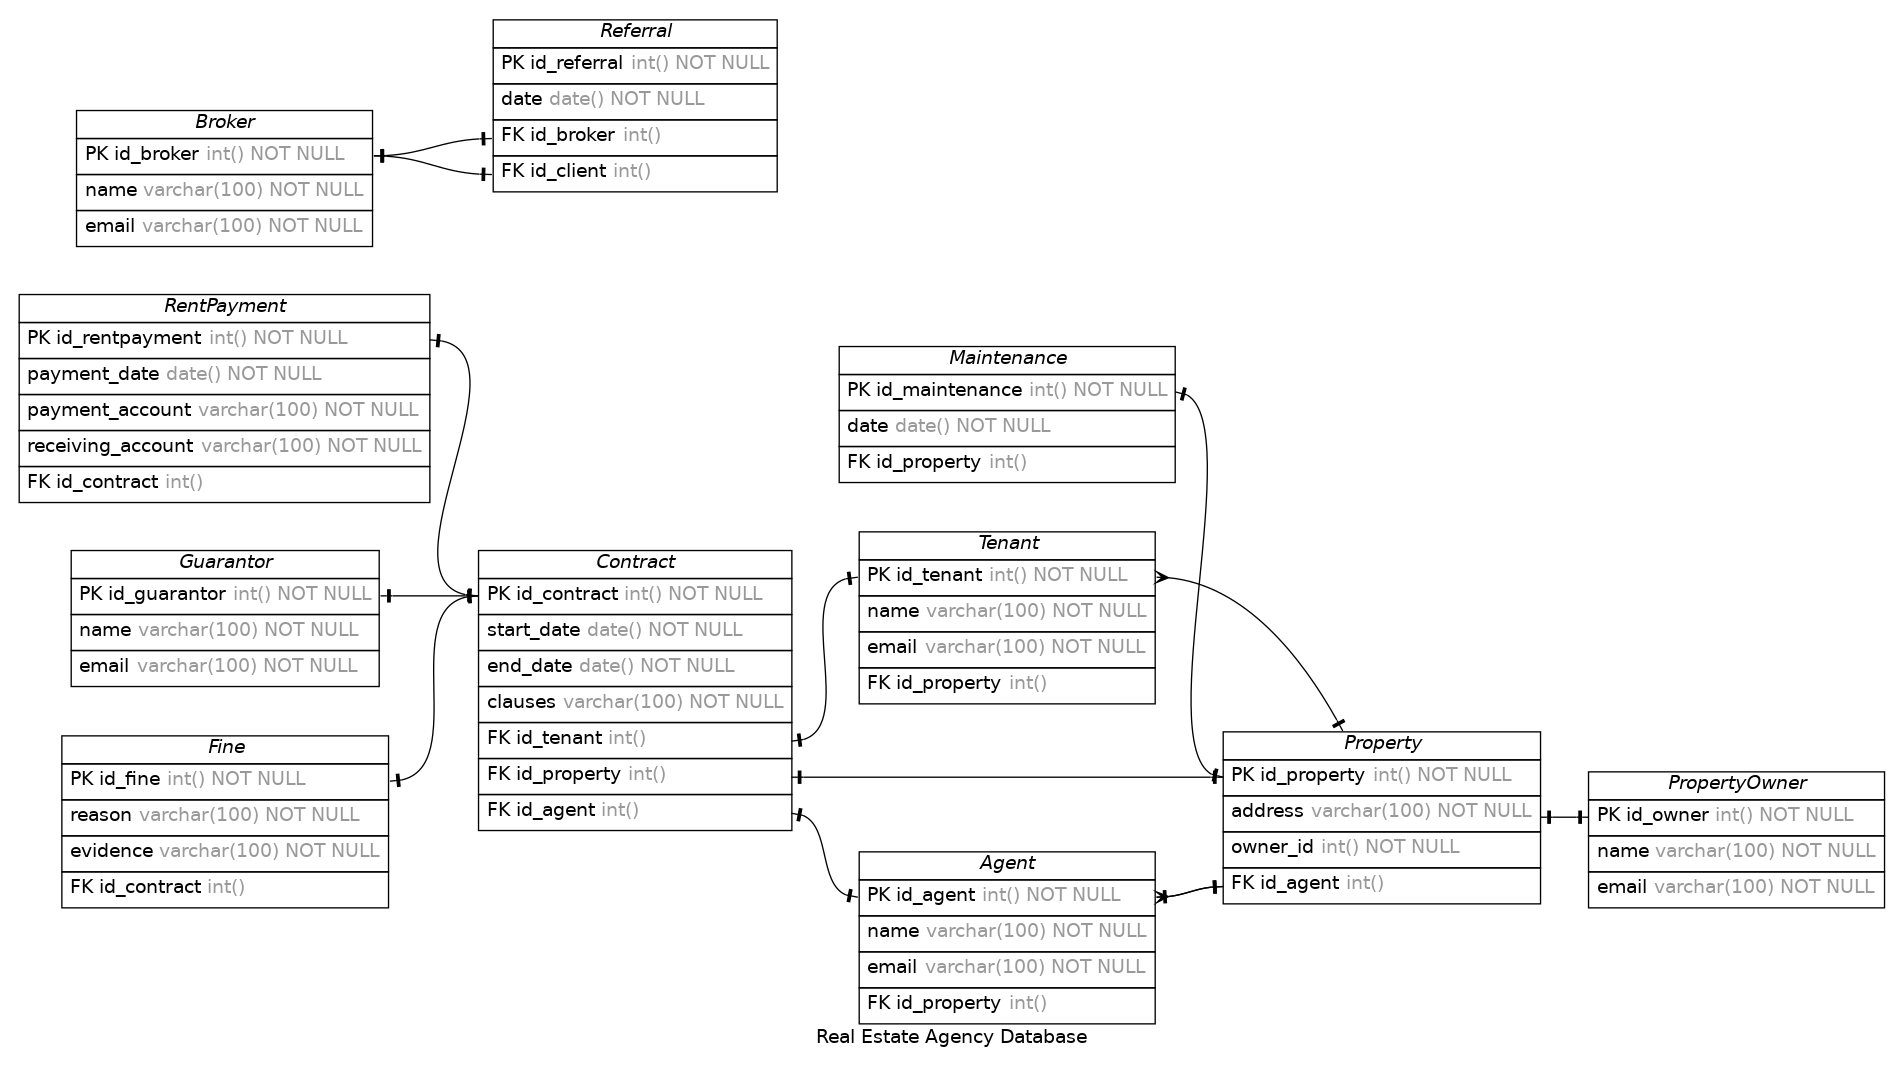 Referral
PK id_referral int() NOT NULL
date date() NOT NULL
FK id_broker int()
FK id_client int()
Broker
PK id_broker int() NOT NULL
name varchar(100) NOT NULL
email varchar(100) NOT NULL
RentPayment
PK id_rentpayment int() NOT NULL
payment_date date() NOT NULL
payment_account varchar(100) NOT NULL
receiving_account varchar(100) NOT NULL
FK id_contract int()
Maintenance
PK id_maintenance int() NOT NULL
date date() NOT NULL
FK id_property int()
Guarantor
PK id_guarantor int() NOT NULL
name varchar(100) NOT NULL
email varchar(100) NOT NULL
Contract
PK id_contract int() NOT NULL
start_date date() NOT NULL
end_date date() NOT NULL
clauses varchar(100) NOT NULL
FK id_tenant int()
FK id_property int()
FK id_agent int()
Tenant
PK id_tenant int() NOT NULL
name varchar(100) NOT NULL
email varchar(100) NOT NULL
FK id_property int()
Fine
PK id_fine int() NOT NULL
reason varchar(100) NOT NULL
evidence varchar(100) NOT NULL
FK id_contract int()
Property
PK id_property int() NOT NULL
address varchar(100) NOT NULL
owner_id int() NOT NULL
FK id_agent int()
PropertyOwner
PK id_owner int() NOT NULL
name varchar(100) NOT NULL
email varchar(100) NOT NULL
Agent
PK id_agent int() NOT NULL
name varchar(100) NOT NULL
email varchar(100) NOT NULL
FK id_property int()
Real Estate Agency Database